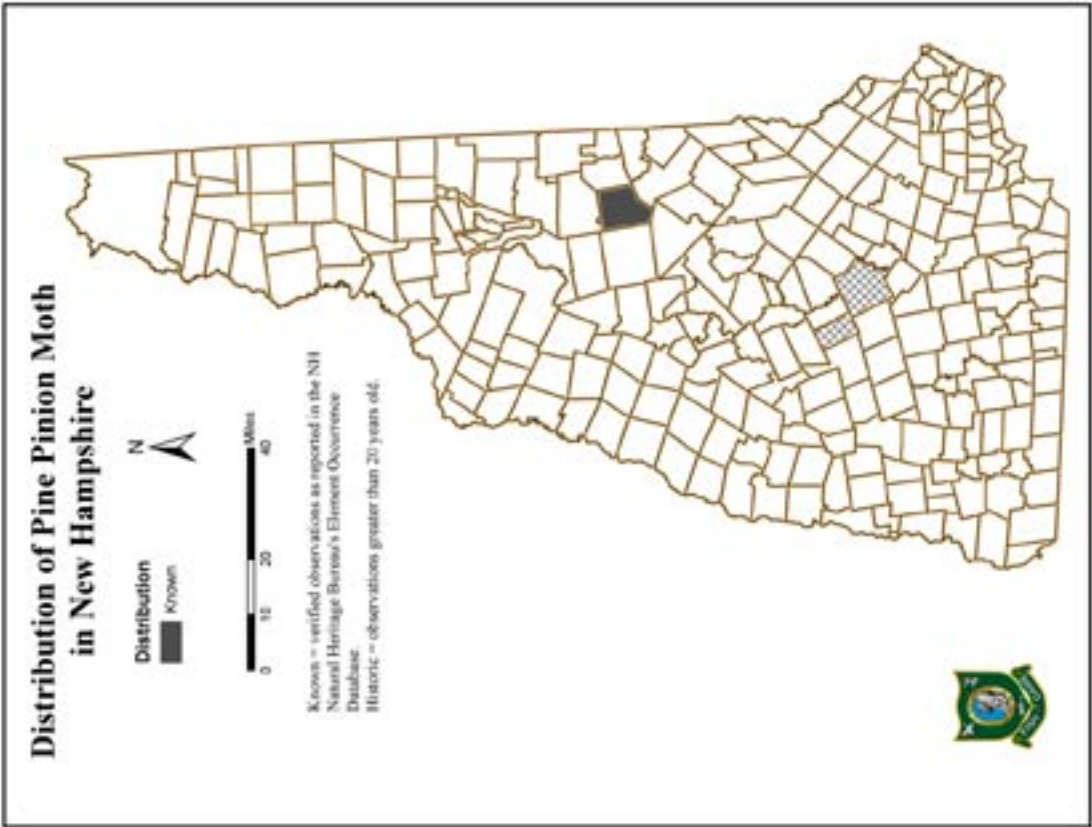 Distribution of Pine Pinion Moth
in New Hampshire
N
Distribution
Known
0 10 20 40
Miles
Known = verified observations as reported in the NH
Natural Heritage Bureau's Element Occurrence
Database.
Historic = observations greater than 20 years old.